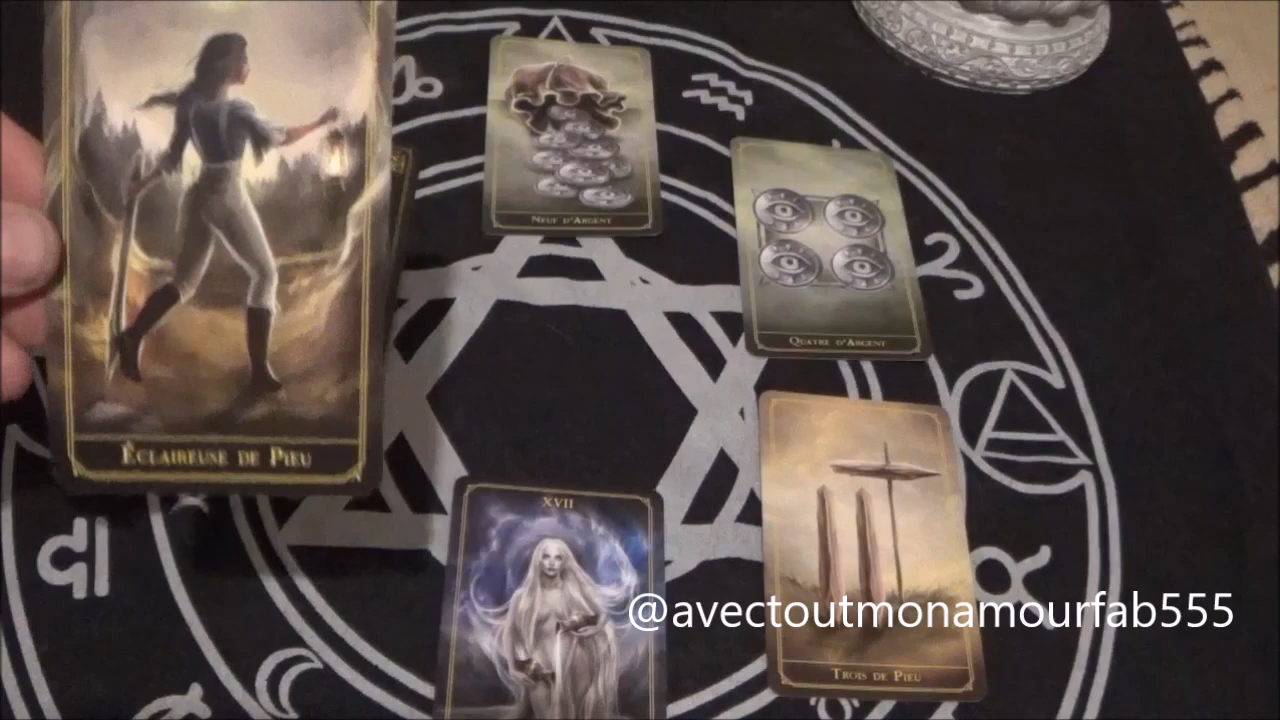 NEUF D'ARGENT
QUATRE D'ARGENT
ÉCLAIREUSE DE PIEU
XVII
@avectoutmonamourfab555
TROIS DE PIEU